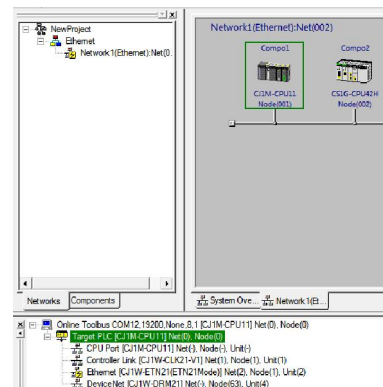 NewProject
Ethernet
Network1(Ethernet):Net(0.
Networks
Components
Network1(Ethernet):Net(002)
Compo1
Compo2
CJ1M-CPU11
CS1G-CPU42H
Node(001)
Node(002)
System Ove...
Network1(Et...
Online Toolbus COM12,19200,None,8,1 [CJ1M-CPU11] Net(0), Node(0)
Target PLC [CJ1M-CPU11] Net(0), Node(0)
CPU Port [CJ1M-CPU11] Net(-), Node(-), Unit(-)
Controller Link [CJ1W-CLK21-V1] Net(1), Node(1), Unit(1)
Ethernet [CJ1W-ETN21(ETN21Mode)] Net(2), Node(1), Unit(2)
DeviceNet [CJ1W-DRM21] Net(-), Node(63), Unit(4)